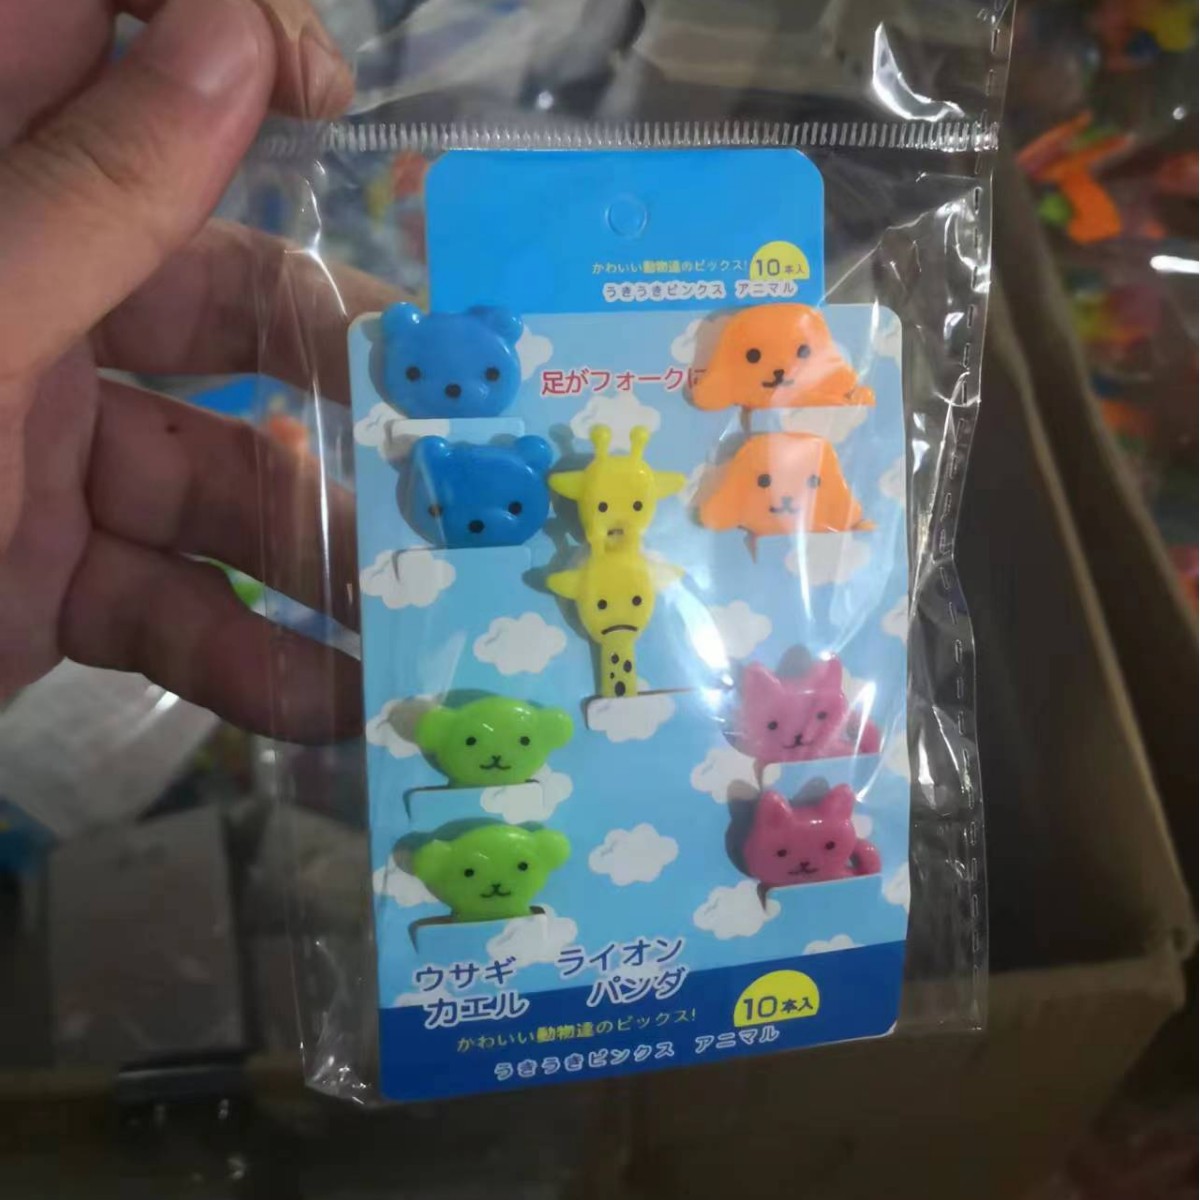 かわいい動物達のピックス!
10本入
うきうきピンクス アニマル
足がフォークに
ウサギ ライオン
カエル パンダ
かわいい動物達のピックス!
10本入
うきうきピンクス アニマル